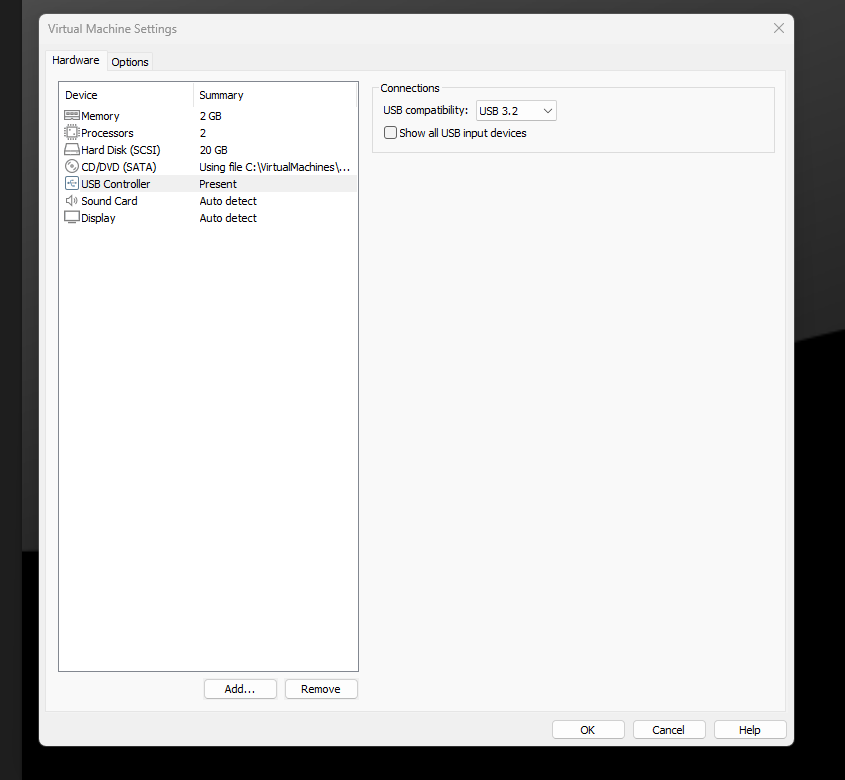 Virtual Machine Settings
Hardware Options
Device Summary
Memory 2 GB
Processors 2
Hard Disk (SCSI) 20 GB
CD/DVD (SATA) Using file C:\VirtualMachines\...
USB Controller Present
Sound Card Auto detect
Display Auto detect
Connections
USB compatibility: USB 3.2
Show all USB input devices
Add... Remove
OK Cancel Help